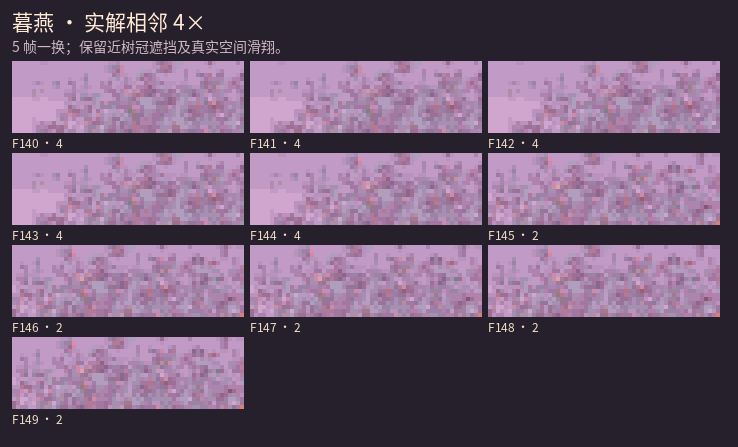 暮燕 · 实解相邻 4×
5 帧一换；保留近树冠遮挡及真实空间滑翔。
F140 · 4
F141 · 4
F142 · 4
F143 · 4
F144 · 4
F145 · 2
F146 · 2
F147 · 2
F148 · 2
F149 · 2